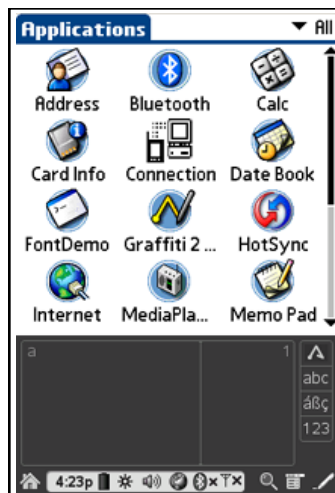 Applications
All
Address Bluetooth Calc
Card Info Connection Date Book
FontDemo Graffiti 2 ... HotSync
Internet MediaPla... Memo Pad
a 1
abc
áßç
123
4:23p